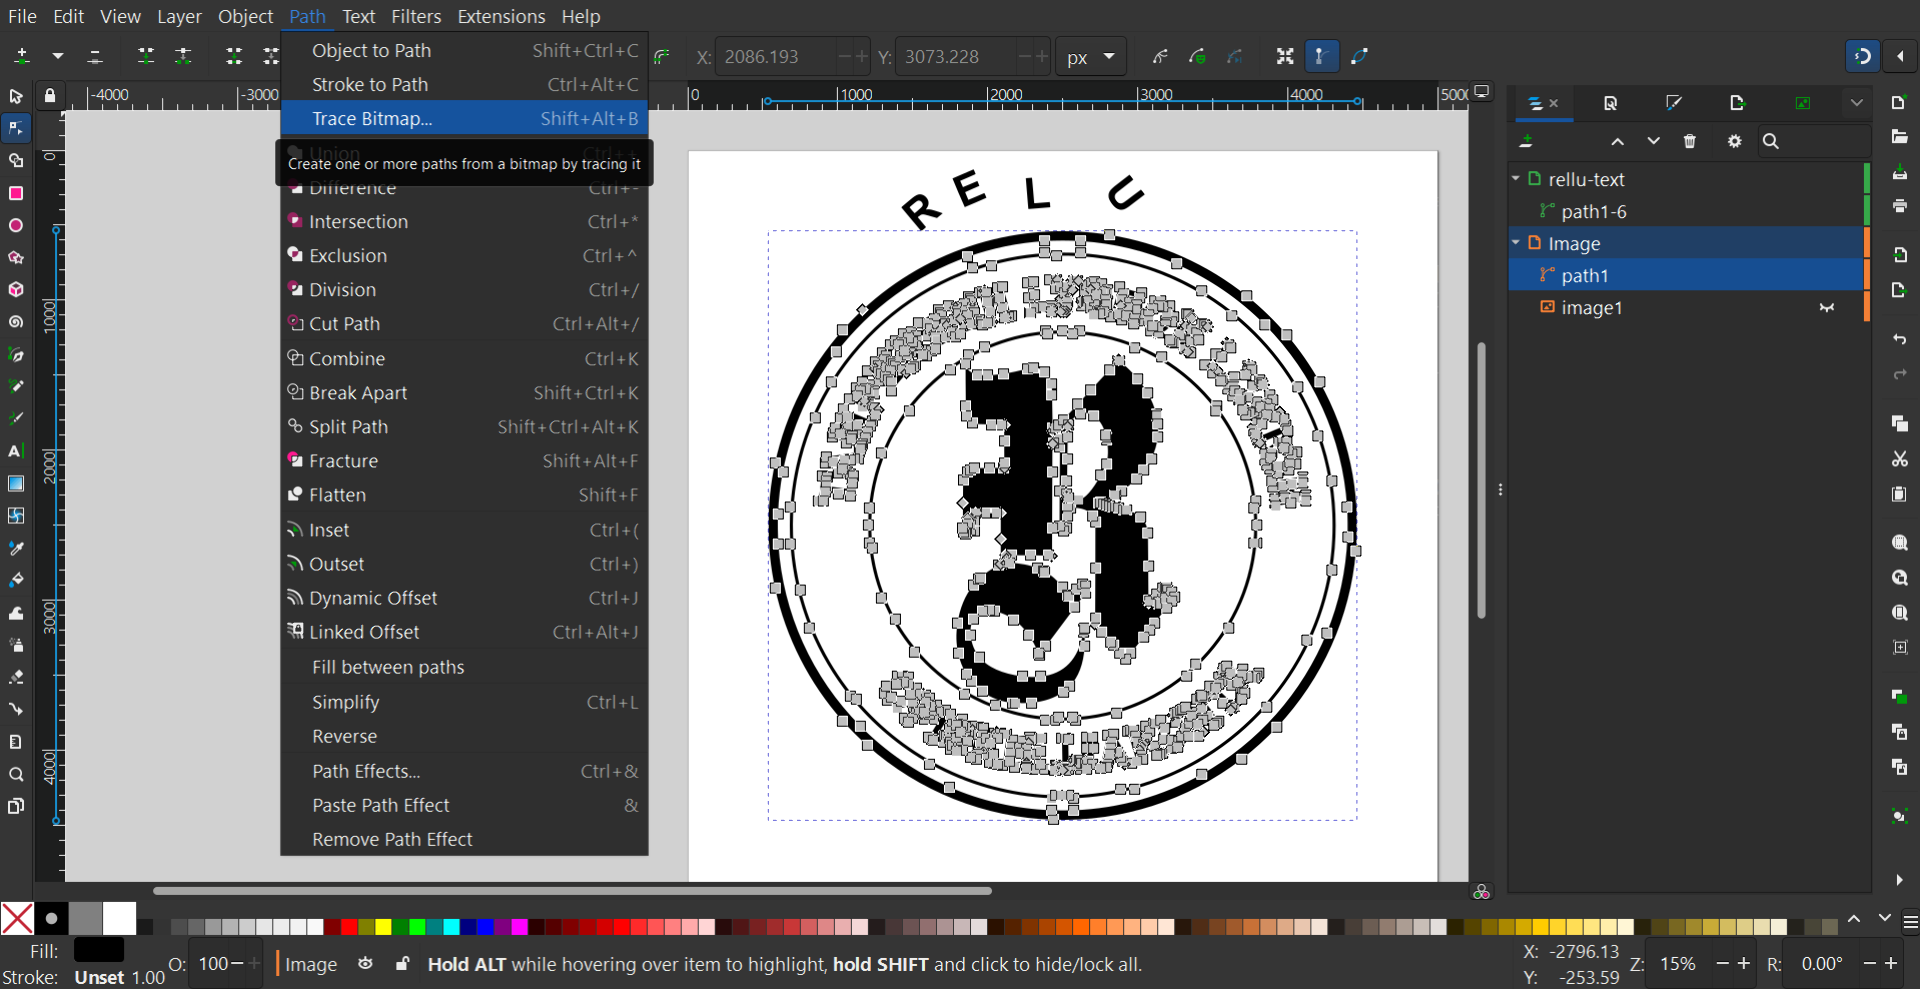 File Edit View Layer Object Path Text Filters Extensions Help
Object to Path Shift+Ctrl+C
Stroke to Path Ctrl+Alt+C
Trace Bitmap... Shift+Alt+B
Create one or more paths from a bitmap by tracing it
Difference Ctrl+-
Intersection Ctrl+*
Exclusion Ctrl+^
Division Ctrl+/
Cut Path Ctrl+Alt+/
Combine Ctrl+K
Break Apart Shift+Ctrl+K
Split Path Shift+Ctrl+Alt+K
Fracture Shift+Alt+F
Flatten Shift+F
Inset Ctrl+(
Outset Ctrl+)
Dynamic Offset Ctrl+J
Linked Offset Ctrl+Alt+J
Fill between paths
Simplify Ctrl+L
Reverse
Path Effects... Ctrl+&
Paste Path Effect &
Remove Path Effect
X: 2086.193 Y: 3073.228 px
-4000 -3000 0 1000 2000 3000 4000 5000
0
1000
2000
3000
4000
R E L U
rellu-text
path1-6
Image
path1
image1
Fill:
Stroke: Unset 1.00
O: 100
Image
Hold ALT while hovering over item to highlight, hold SHIFT and click to hide/lock all.
X: -2796.13
Y: -253.59
Z: 15%
R: 0.00°